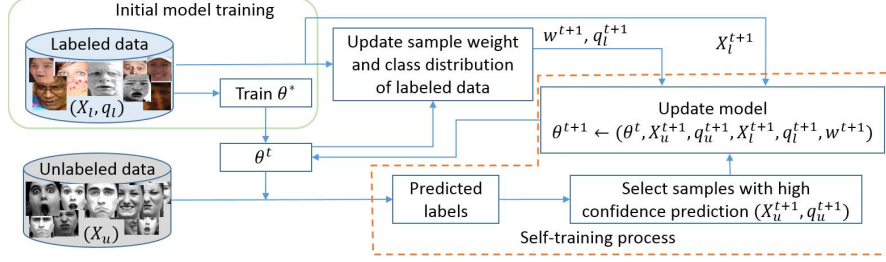 Initial model training
Labeled data
(X_l, q_l)
Train θ*
Update sample weight
and class distribution
of labeled data
w^{t+1}, q_l^{t+1}
X_l^{t+1}
Update model
θ^{t+1} ← (θ^t, X_u^{t+1}, q_u^{t+1}, X_l^{t+1}, q_l^{t+1}, w^{t+1})
θ^t
Unlabeled data
(X_u)
Predicted
labels
Select samples with high
confidence prediction (X_u^{t+1}, q_u^{t+1})
Self-training process